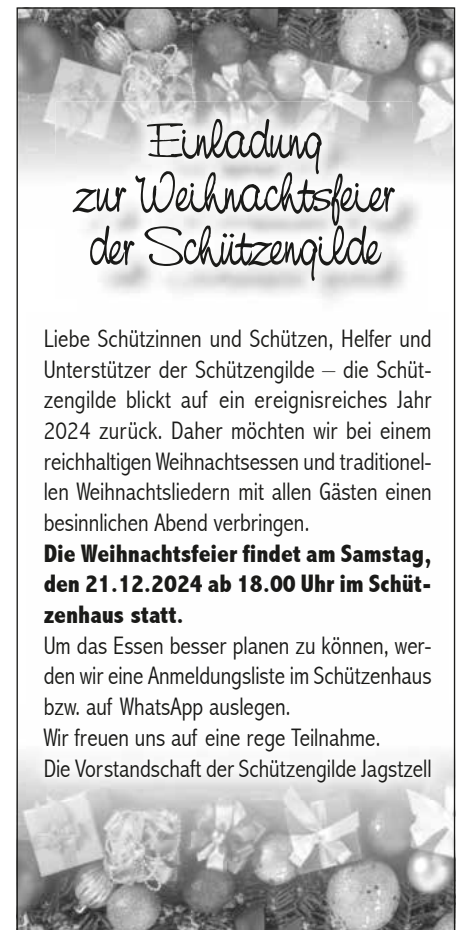 Einladung
zur Weihnachtsfeier
der Schützengilde
Liebe Schützinnen und Schützen, Helfer und
Unterstützer der Schützengilde – die Schüt-
zengilde blickt auf ein ereignisreiches Jahr
2024 zurück. Daher möchten wir bei einem
reichhaltigen Weihnachtsessen und traditionel-
len Weihnachtsliedern mit allen Gästen einen
besinnlichen Abend verbringen.
Die Weihnachtsfeier findet am Samstag,
den 21.12.2024 ab 18.00 Uhr im Schüt-
zenhaus statt.
Um das Essen besser planen zu können, wer-
den wir eine Anmeldungsliste im Schützenhaus
bzw. auf WhatsApp auslegen.
Wir freuen uns auf eine rege Teilnahme.
Die Vorstandschaft der Schützengilde Jagstzell